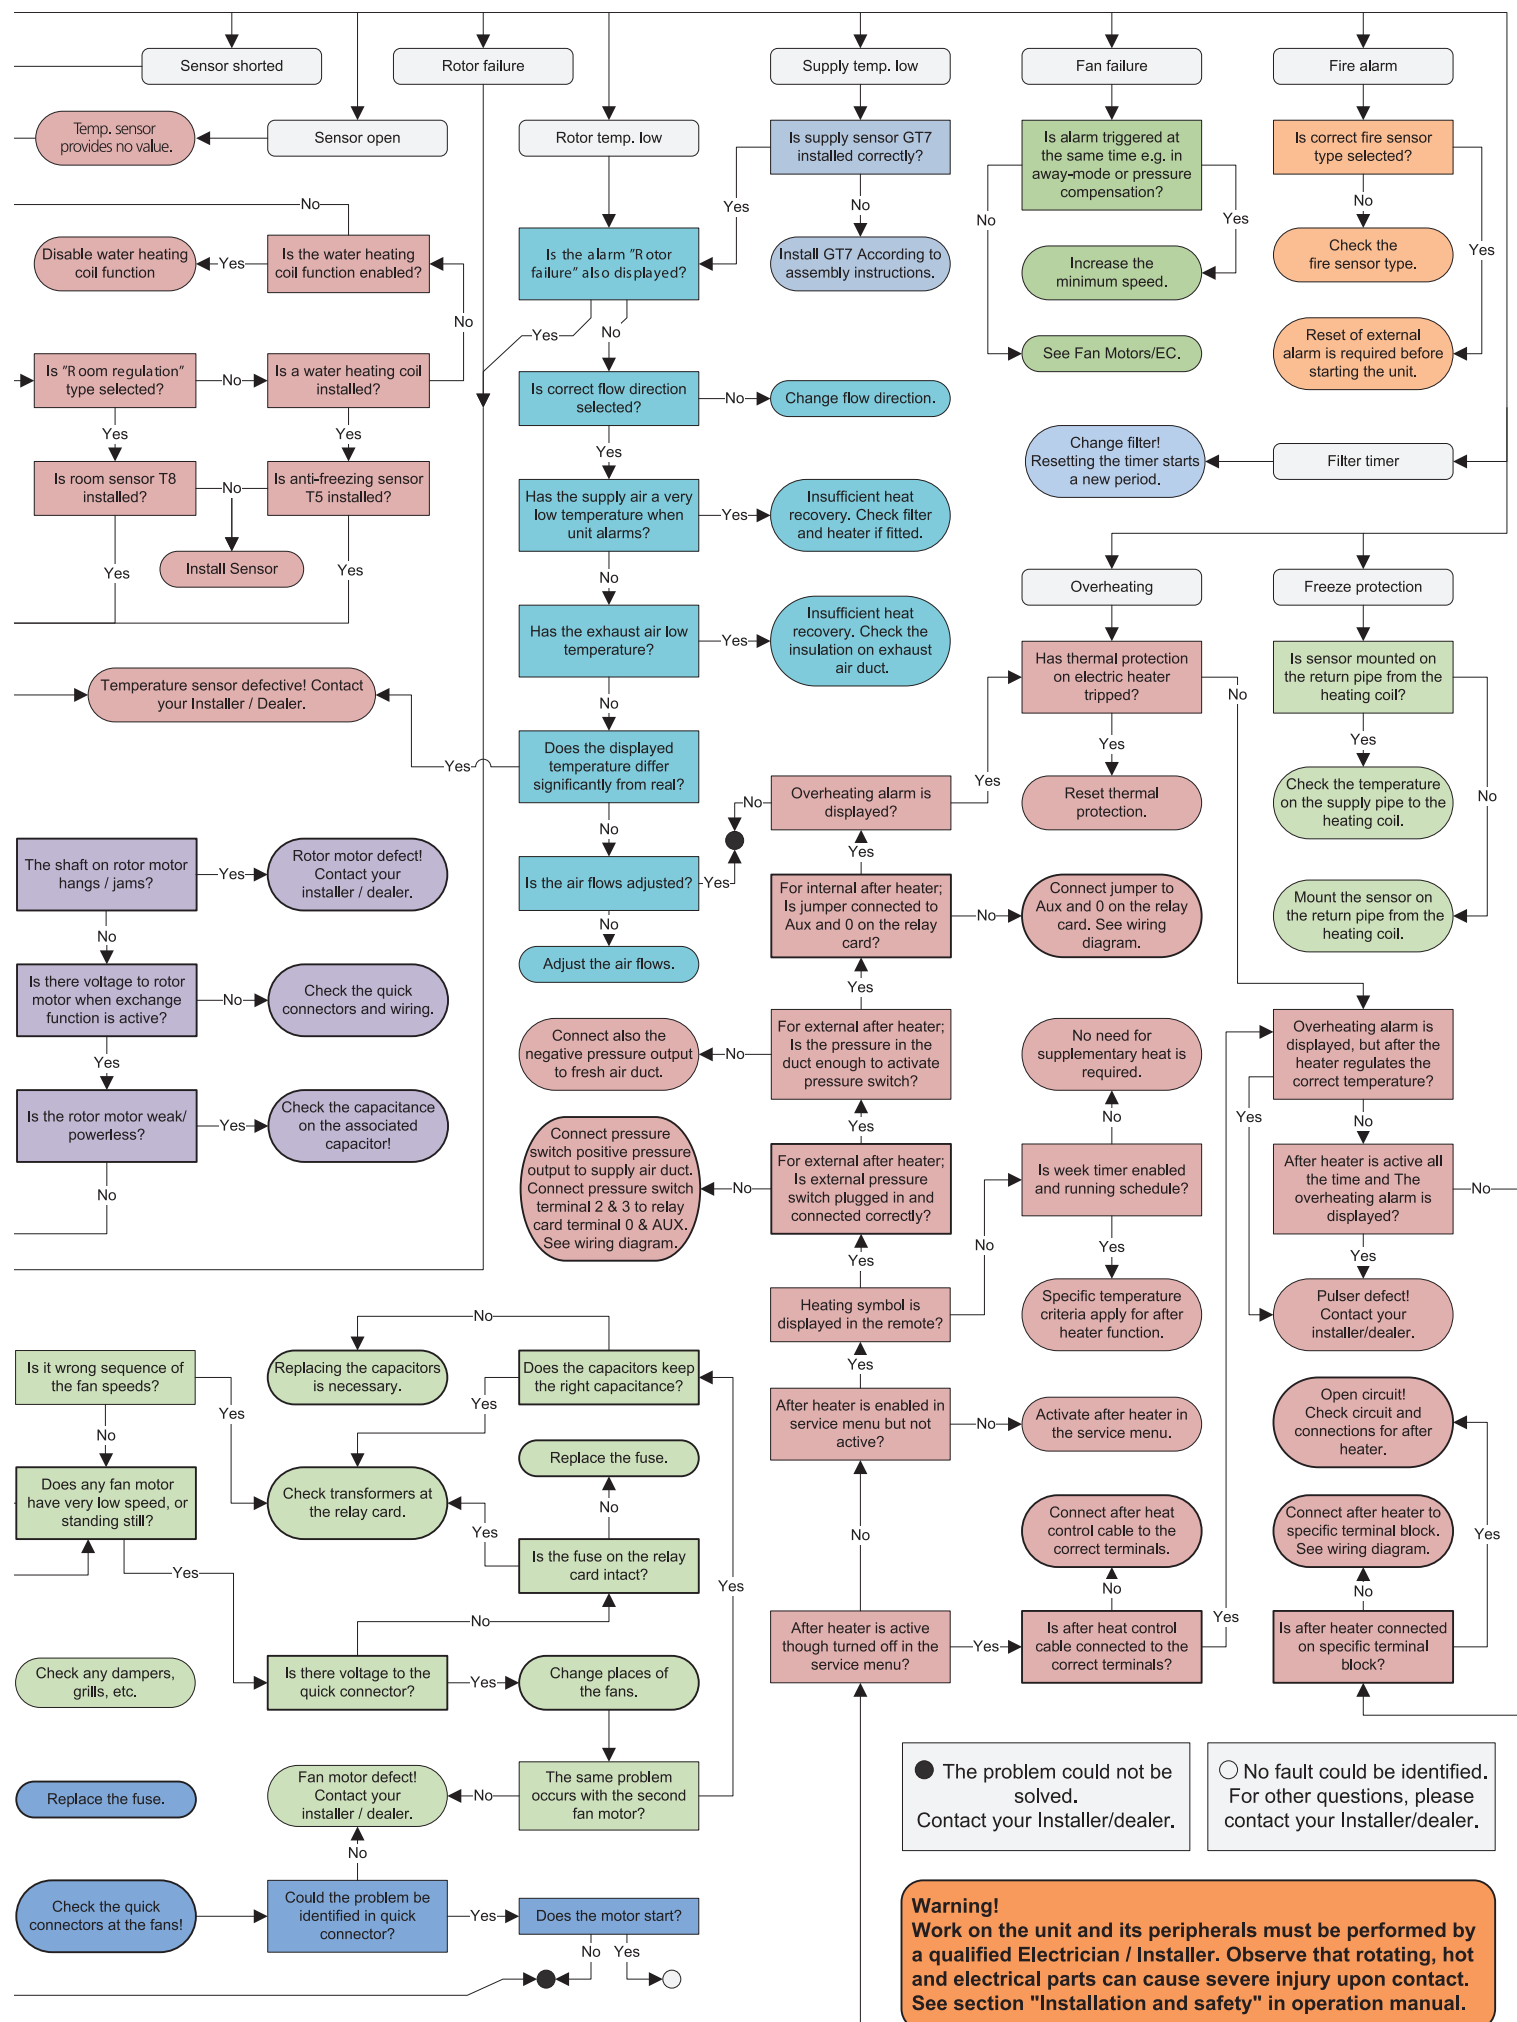 Sensor shorted
Rotor failure
Supply temp. low
Fan failure
Fire alarm
Temp. sensor
provides no value.
Sensor open
Rotor temp. low
Is supply sensor GT7
installed correctly?
Is alarm triggered at
the same time e.g. in
away-mode or pressure
compensation?
Is correct fire sensor
type selected?
No
Yes
No
No
Yes
No
Yes
Disable water heating
coil function
Yes
Is the water heating
coil function enabled?
Is the alarm "Rotor
failure" also displayed?
Install GT7 According to
assembly instructions.
Increase the
minimum speed.
Check the
fire sensor type.
No
Yes
No
See Fan Motors/EC.
Reset of external
alarm is required before
starting the unit.
Is "Room regulation"
type selected?
No
Is a water heating coil
installed?
Is correct flow direction
selected?
No
Change flow direction.
Yes
Yes
Yes
Change filter!
Resetting the timer starts
a new period.
Filter timer
Is room sensor T8
installed?
No
Is anti-freezing sensor
T5 installed?
Has the supply air a very
low temperature when
unit alarms?
Yes
Insufficient heat
recovery. Check filter
and heater if fitted.
Yes
Install Sensor
Yes
No
Overheating
Freeze protection
Has the exhaust air low
temperature?
Yes
Insufficient heat
recovery. Check the
insulation on exhaust
air duct.
Has thermal protection
on electric heater
tripped?
No
Is sensor mounted on
the return pipe from the
heating coil?
Temperature sensor defective! Contact
your Installer / Dealer.
No
Yes
Yes
Yes
Does the displayed
temperature differ
significantly from real?
Yes
No
Overheating alarm is
displayed?
Reset thermal
protection.
Check the temperature
on the supply pipe to the
heating coil.
No
No
The shaft on rotor motor
hangs / jams?
Yes
Rotor motor defect!
Contact your
installer / dealer.
Is the air flows adjusted?
Yes
Yes
For internal after heater;
Is jumper connected to
Aux and 0 on the relay
card?
No
Connect jumper to
Aux and 0 on the relay
card. See wiring
diagram.
Mount the sensor on
the return pipe from the
heating coil.
No
No
Adjust the air flows.
Is there voltage to rotor
motor when exchange
function is active?
No
Check the quick
connectors and wiring.
Yes
Connect also the
negative pressure output
to fresh air duct.
No
For external after heater;
Is the pressure in the
duct enough to activate
pressure switch?
No need for
supplementary heat is
required.
Overheating alarm is
displayed, but after the
heater regulates the
correct temperature?
Yes
Yes
No
Yes
No
Is the rotor motor weak/
powerless?
Yes
Check the capacitance
on the associated
capacitor!
Connect pressure
switch positive pressure
output to supply air duct.
Connect pressure switch
terminal 2 & 3 to relay
card terminal 0 & AUX.
See wiring diagram.
No
For external after heater;
Is external pressure
switch plugged in and
connected correctly?
Is week timer enabled
and running schedule?
After heater is active all
the time and The
overheating alarm is
displayed?
No
No
Yes
No
Yes
Yes
Heating symbol is
displayed in the remote?
Specific temperature
criteria apply for after
heater function.
Pulser defect!
Contact your
installer/dealer.
No
Yes
Is it wrong sequence of
the fan speeds?
Replacing the capacitors
is necessary.
Does the capacitors keep
the right capacitance?
Yes
Yes
No
After heater is enabled in
service menu but not
active?
No
Activate after heater in
the service menu.
Open circuit!
Check circuit and
connections for after
heater.
Replace the fuse.
Does any fan motor
have very low speed, or
standing still?
Check transformers at
the relay card.
No
Yes
No
Connect after heat
control cable to the
correct terminals.
Connect after heater to
specific terminal block.
See wiring diagram.
Yes
Yes
Is the fuse on the relay
card intact?
Yes
No
No
No
Yes
After heater is active
though turned off in the
service menu?
Yes
Is after heat control
cable connected to the
correct terminals?
Is after heater connected
on specific terminal
block?
Check any dampers,
grills, etc.
Is there voltage to the
quick connector?
Yes
Change places of
the fans.
Replace the fuse.
Fan motor defect!
Contact your
installer / dealer.
No
The same problem
occurs with the second
fan motor?
The problem could not be
solved.
Contact your Installer/dealer.
No fault could be identified.
For other questions, please
contact your Installer/dealer.
No
Check the quick
connectors at the fans!
Could the problem be
identified in quick
connector?
Yes
Does the motor start?
No
Yes
Warning!
Work on the unit and its peripherals must be performed by
a qualified Electrician / Installer. Observe that rotating, hot
and electrical parts can cause severe injury upon contact.
See section "Installation and safety" in operation manual.